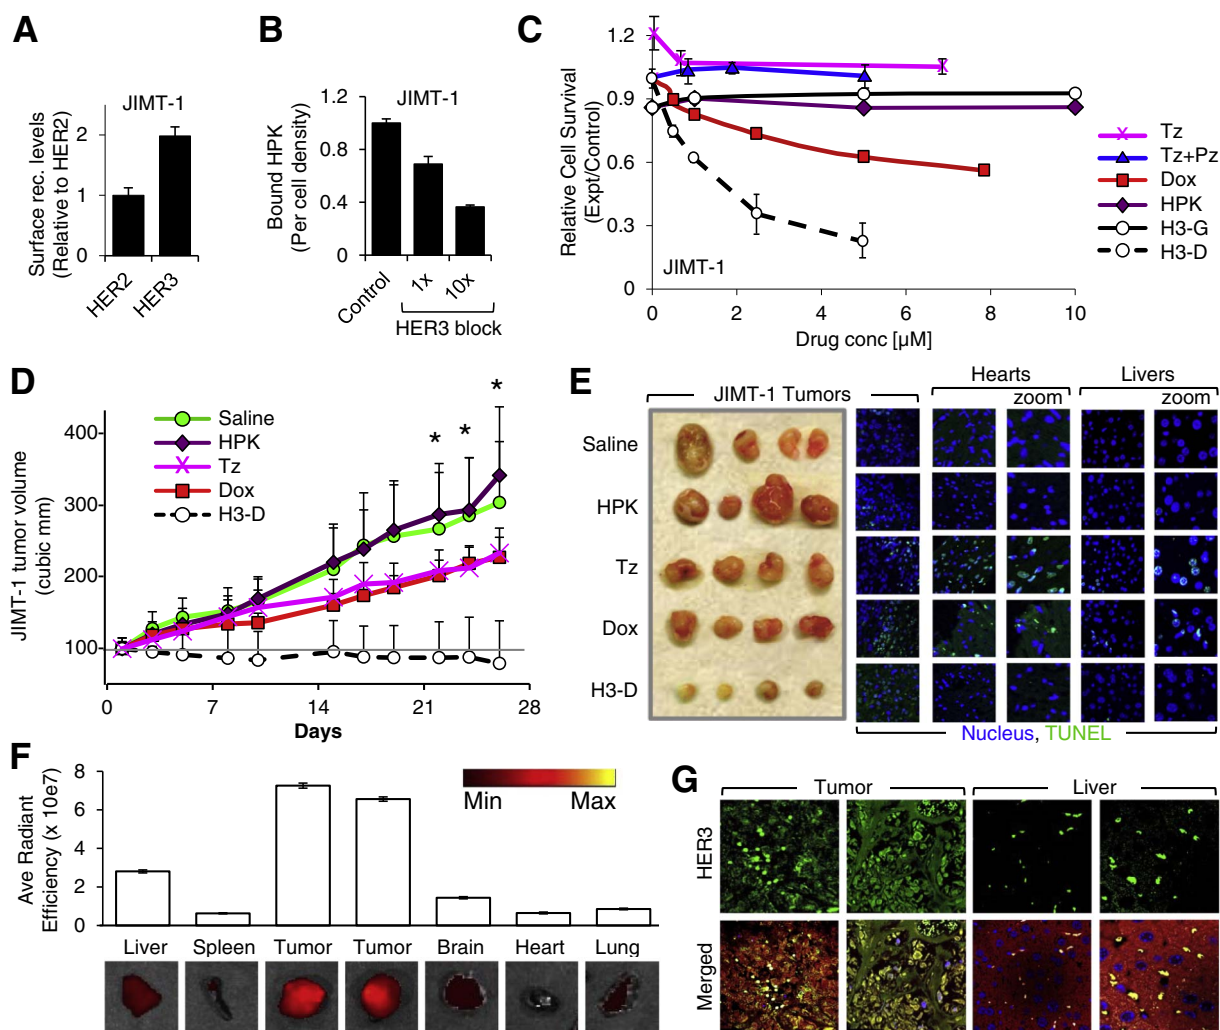 A
JIMT-1
Surface rec. levels
(Relative to HER2)
2
1
0
HER2
HER3
B
JIMT-1
Bound HPK
(Per cell density)
1.2
0.8
0.4
0
Control
1x
10x
HER3 block
C
Relative Cell Survival
(Expt/Control)
1.2
0.9
0.6
0.3
0
JIMT-1
0
2
4
6
8
10
Drug conc [µM]
Tz
Tz+Pz
Dox
HPK
H3-G
H3-D
D
JIMT-1 tumor volume
(cubic mm)
400
300
200
100
Saline
HPK
Tz
Dox
H3-D
*
*
*
0
7
14
21
28
Days
E
JIMT-1 Tumors
Hearts
zoom
Livers
zoom
Saline
HPK
Tz
Dox
H3-D
Nucleus, TUNEL
F
Ave Radiant
Efficiency (x 10e7)
8
6
4
2
0
Min
Max
Liver
Spleen
Tumor
Tumor
Brain
Heart
Lung
G
Tumor
Liver
HER3
Merged